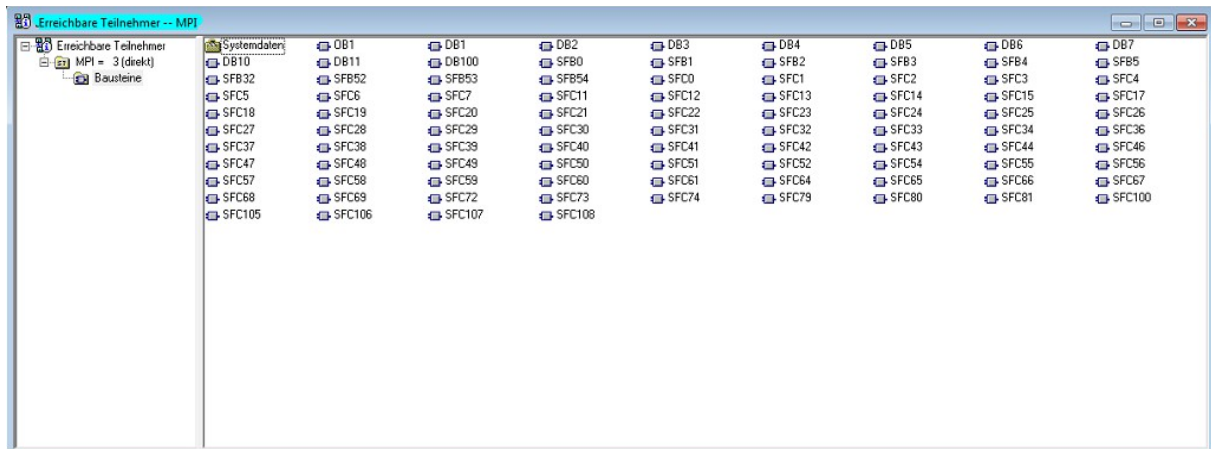 Erreichbare Teilnehmer -- MPI
Erreichbare Teilnehmer
MPI = 3 (direkt)
Bausteine
Systemdaten OB1 DB1 DB2 DB3 DB4 DB5 DB6 DB7
DB10 DB11 DB100 SFB0 SFB1 SFB2 SFB3 SFB4 SFB5
SFB32 SFB52 SFB53 SFB54 SFC0 SFC1 SFC2 SFC3 SFC4
SFC5 SFC6 SFC7 SFC11 SFC12 SFC13 SFC14 SFC15 SFC17
SFC18 SFC19 SFC20 SFC21 SFC22 SFC23 SFC24 SFC25 SFC26
SFC27 SFC28 SFC29 SFC30 SFC31 SFC32 SFC33 SFC34 SFC36
SFC37 SFC38 SFC39 SFC40 SFC41 SFC42 SFC43 SFC44 SFC46
SFC47 SFC48 SFC49 SFC50 SFC51 SFC52 SFC54 SFC55 SFC56
SFC57 SFC58 SFC59 SFC60 SFC61 SFC64 SFC65 SFC66 SFC67
SFC68 SFC69 SFC72 SFC73 SFC74 SFC79 SFC80 SFC81 SFC100
SFC105 SFC106 SFC107 SFC108